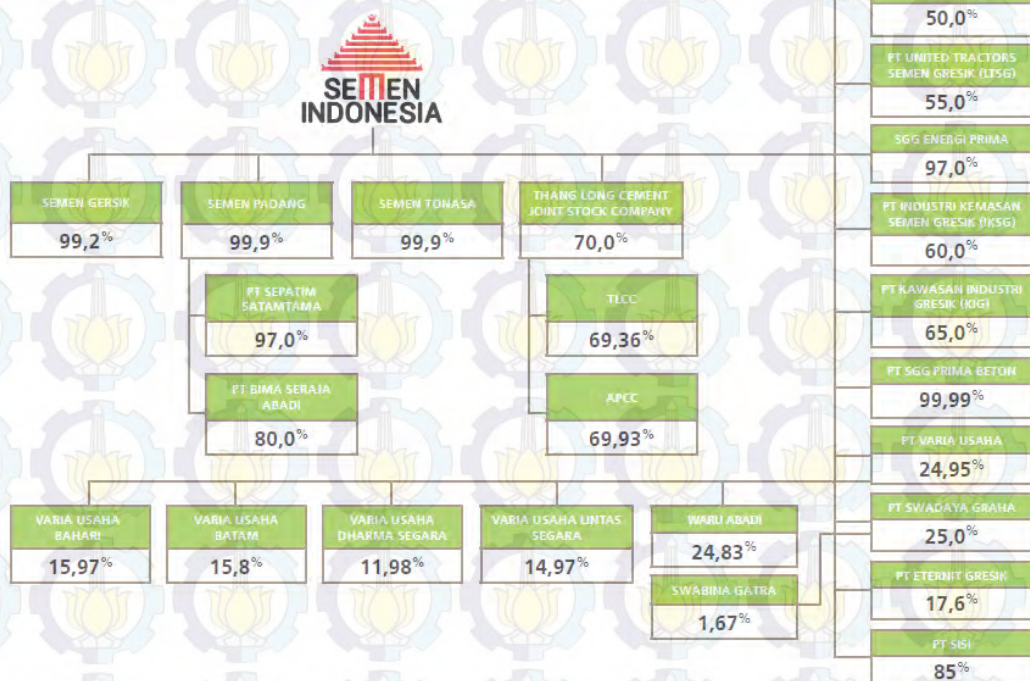 50,0%
PT UNITED TRACTORS
SEMEN GRESIK (UTSG)
55,0%
SEMEN
INDONESIA
SGG ENERGI PRIMA
97,0%
SEMEN GERSIK
99,2%
SEMEN PADANG
99,9%
SEMEN TONASA
99,9%
THANG LONG CEMENT
JOINT STOCK COMPANY
70,0%
PT INDUSTRI KEMASAN
SEMEN GRESIK (IKSG)
60,0%
PT SEPATIM
SATAMTAMA
97,0%
TLCC
69,36%
PT KAWASAN INDUSTRI
GRESIK (KIG)
65,0%
PT BIMA SERAJA
ABADI
80,0%
APCC
69,93%
PT SGG PRIMA BETON
99,99%
PT VARIA USAHA
24,95%
VARIA USAHA
BAHARI
15,97%
VARIA USAHA
BATAM
15,8%
VARIA USAHA
DHARMA SEGARA
11,98%
VARIA USAHA LINTAS
SEGARA
14,97%
WARU ABADI
24,83%
PT SWADAYA GRAHA
25,0%
SWABINA GATRA
1,67%
PT ETERNIT GRESIK
17,6%
PT SISI
85%